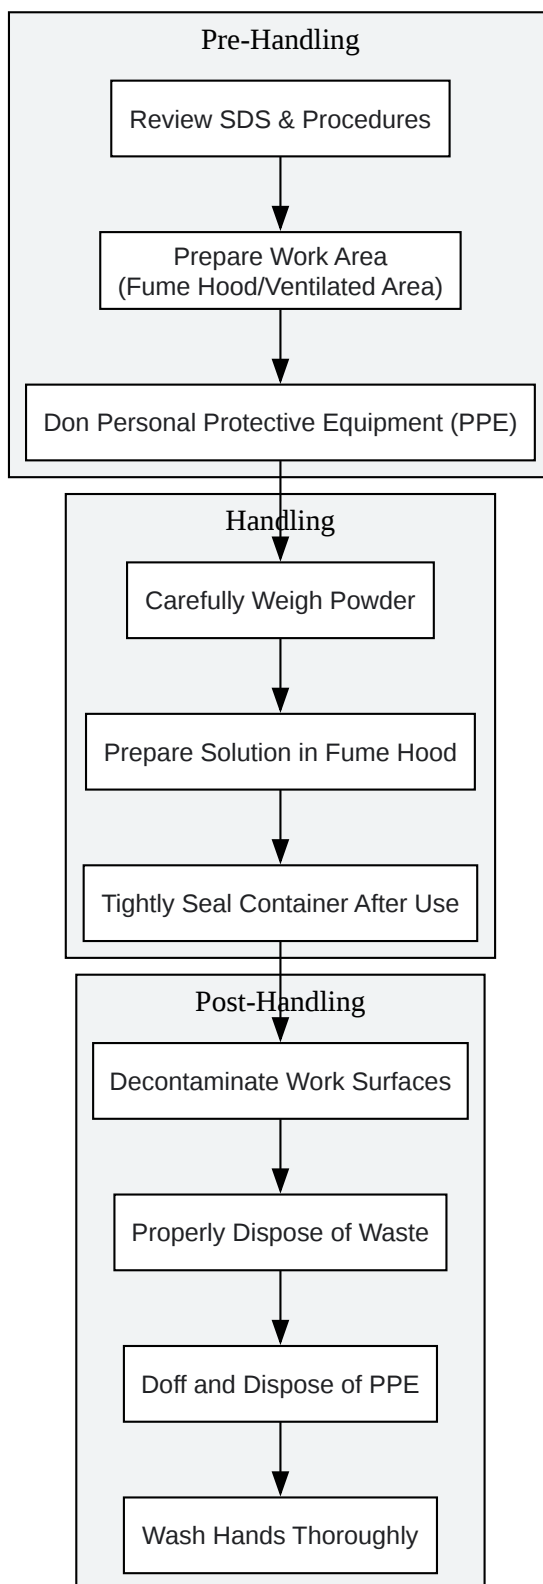 Pre-Handling
Review SDS & Procedures
Prepare Work Area
(Fume Hood/Ventilated Area)
Don Personal Protective Equipment (PPE)
Handling
Carefully Weigh Powder
Prepare Solution in Fume Hood
Tightly Seal Container After Use
Post-Handling
Decontaminate Work Surfaces
Properly Dispose of Waste
Doff and Dispose of PPE
Wash Hands Thoroughly